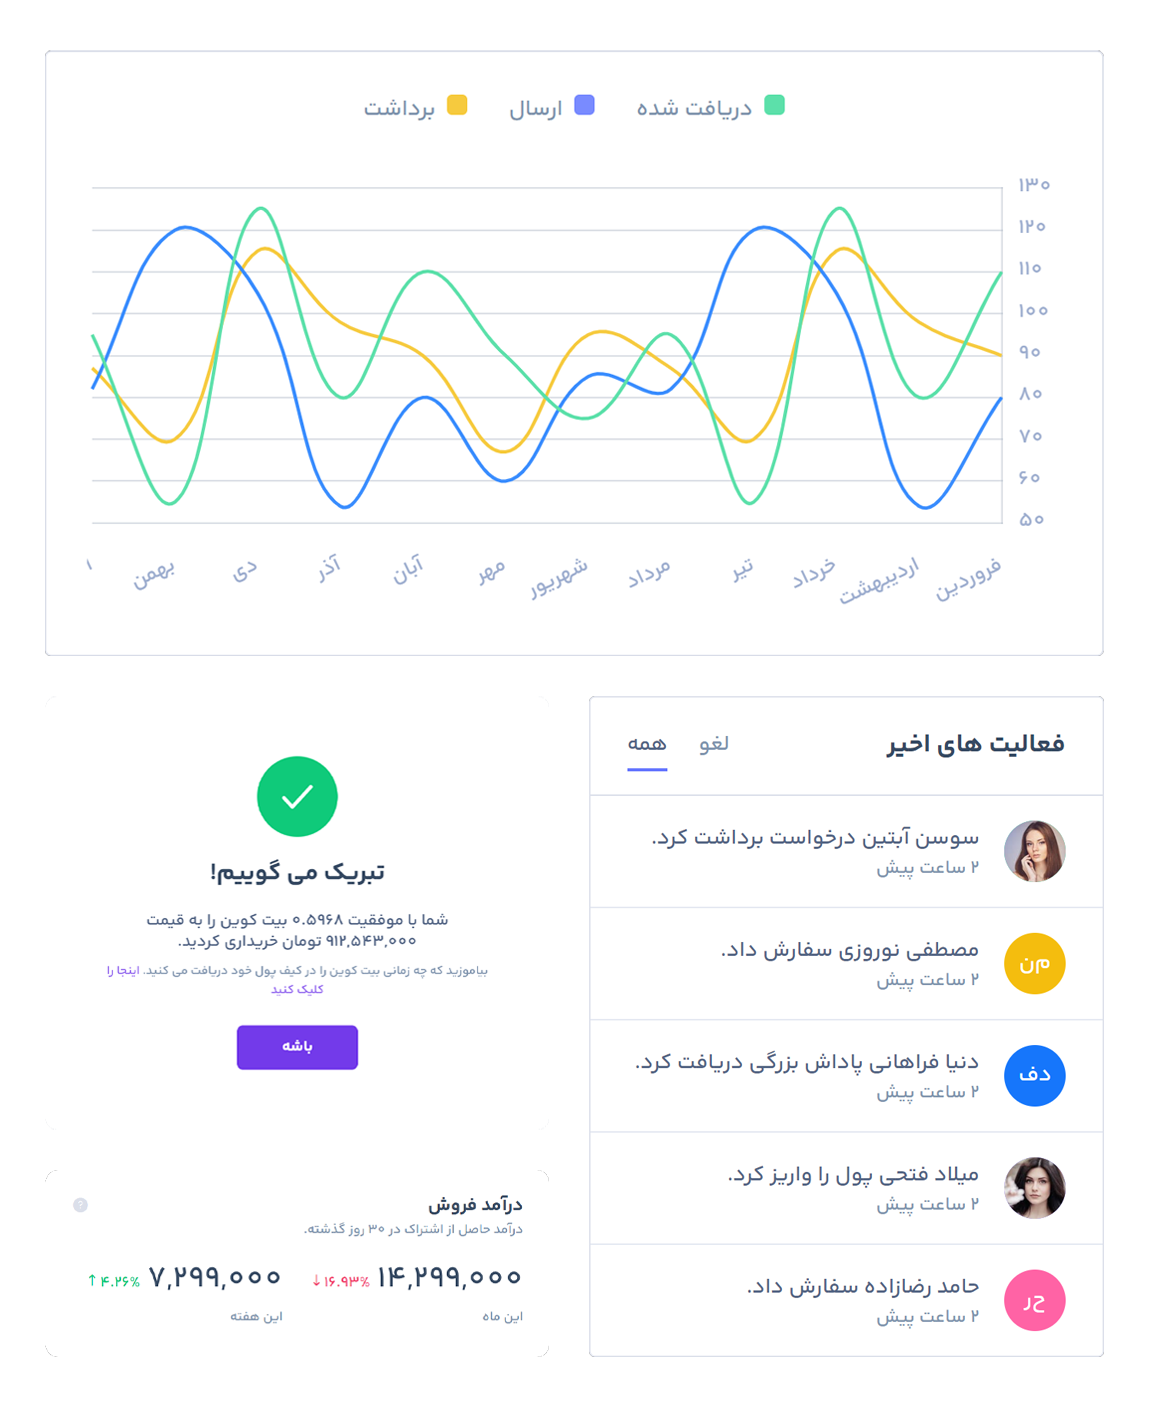 دریافت شده
ارسال
برداشت
۱۳۰
۱۲۰
۱۱۰
۱۰۰
۹۰
۸۰
۷۰
۶۰
۵۰
فروردین
اردیبهشت
خرداد
تیر
مرداد
شهریور
مهر
آبان
آذر
دی
بهمن
فعالیت های اخیر
لغو
همه
سوسن آبتین درخواست برداشت کرد.
۲ ساعت پیش
من
مصطفی نوروزی سفارش داد.
۲ ساعت پیش
دف
دنیا فراهانی پاداش بزرگی دریافت کرد.
۲ ساعت پیش
میلاد فتحی پول را واریز کرد.
۲ ساعت پیش
حر
حامد رضازاده سفارش داد.
۲ ساعت پیش
تبریک می گوییم!
شما با موفقیت ۰.۵۹۶۸ بیت کوین را به قیمت
۹۱۲,۵۴۳,۰۰۰ تومان خریداری کردید.
بیاموزید که چه زمانی بیت کوین را در کیف پول خود دریافت می کنید. اینجا را
کلیک کنید
باشه
درآمد فروش
?
درآمد حاصل از اشتراک در ۳۰ روز گذشته.
۱۴,۲۹۹,۰۰۰ ↓۱۶.۹۳%
این ماه
۷,۲۹۹,۰۰۰ ↑۴.۲۶%
این هفته